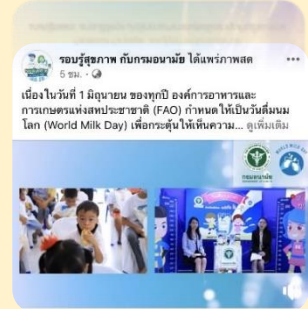 รอบรู้สุขภาพ กับกรมอนามัย ได้แพร่ภาพสด
5 ชม.
เนื่องในวันที่ 1 มิถุนายน ของทุกปี องค์การอาหารและ
การเกษตรแห่งสหประชาชาติ (FAO) กำหนดให้เป็นวันดื่มนม
โลก (World Milk Day) เพื่อกระตุ้นให้เห็นความ... ดูเพิ่มเติม
กรมอนามัย